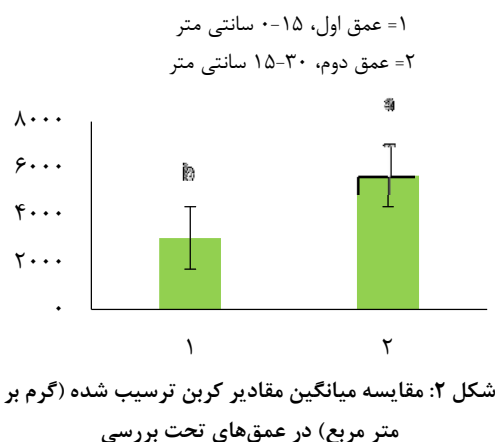 ۱= عمق اول، ۱۵-۰ سانتی متر
۲= عمق دوم، ۳۰-۱۵ سانتی متر
a
۸۰۰۰
۶۰۰۰
b
۴۰۰۰
۲۰۰۰
۰
۱ ۲
شکل ۲: مقایسه میانگین مقادیر کربن ترسیب شده (گرم بر
متر مربع) در عمق‌های تحت بررسی